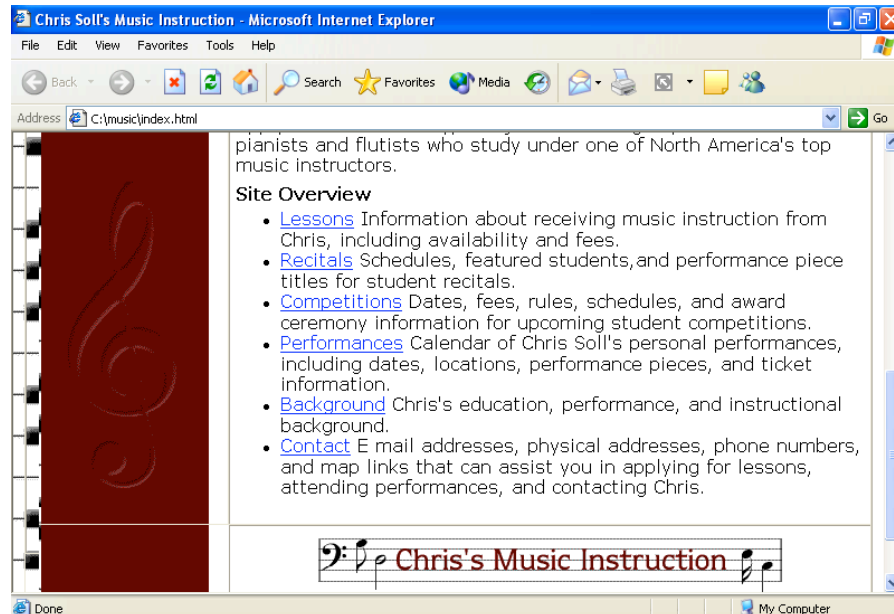 Chris Soll's Music Instruction - Microsoft Internet Explorer
File Edit View Favorites Tools Help
Back Search Favorites Media
Address C:\music\index.html Go
pianists and flutists who study under one of North America's top
music instructors.
Site Overview
• Lessons Information about receiving music instruction from
Chris, including availability and fees.
• Recitals Schedules, featured students,and performance piece
titles for student recitals.
• Competitions Dates, fees, rules, schedules, and award
ceremony information for upcoming student competitions.
• Performances Calendar of Chris Soll's personal performances,
including dates, locations, performance pieces, and ticket
information.
• Background Chris's education, performance, and instructional
background.
• Contact E mail addresses, physical addresses, phone numbers,
and map links that can assist you in applying for lessons,
attending performances, and contacting Chris.
Chris's Music Instruction
Done My Computer